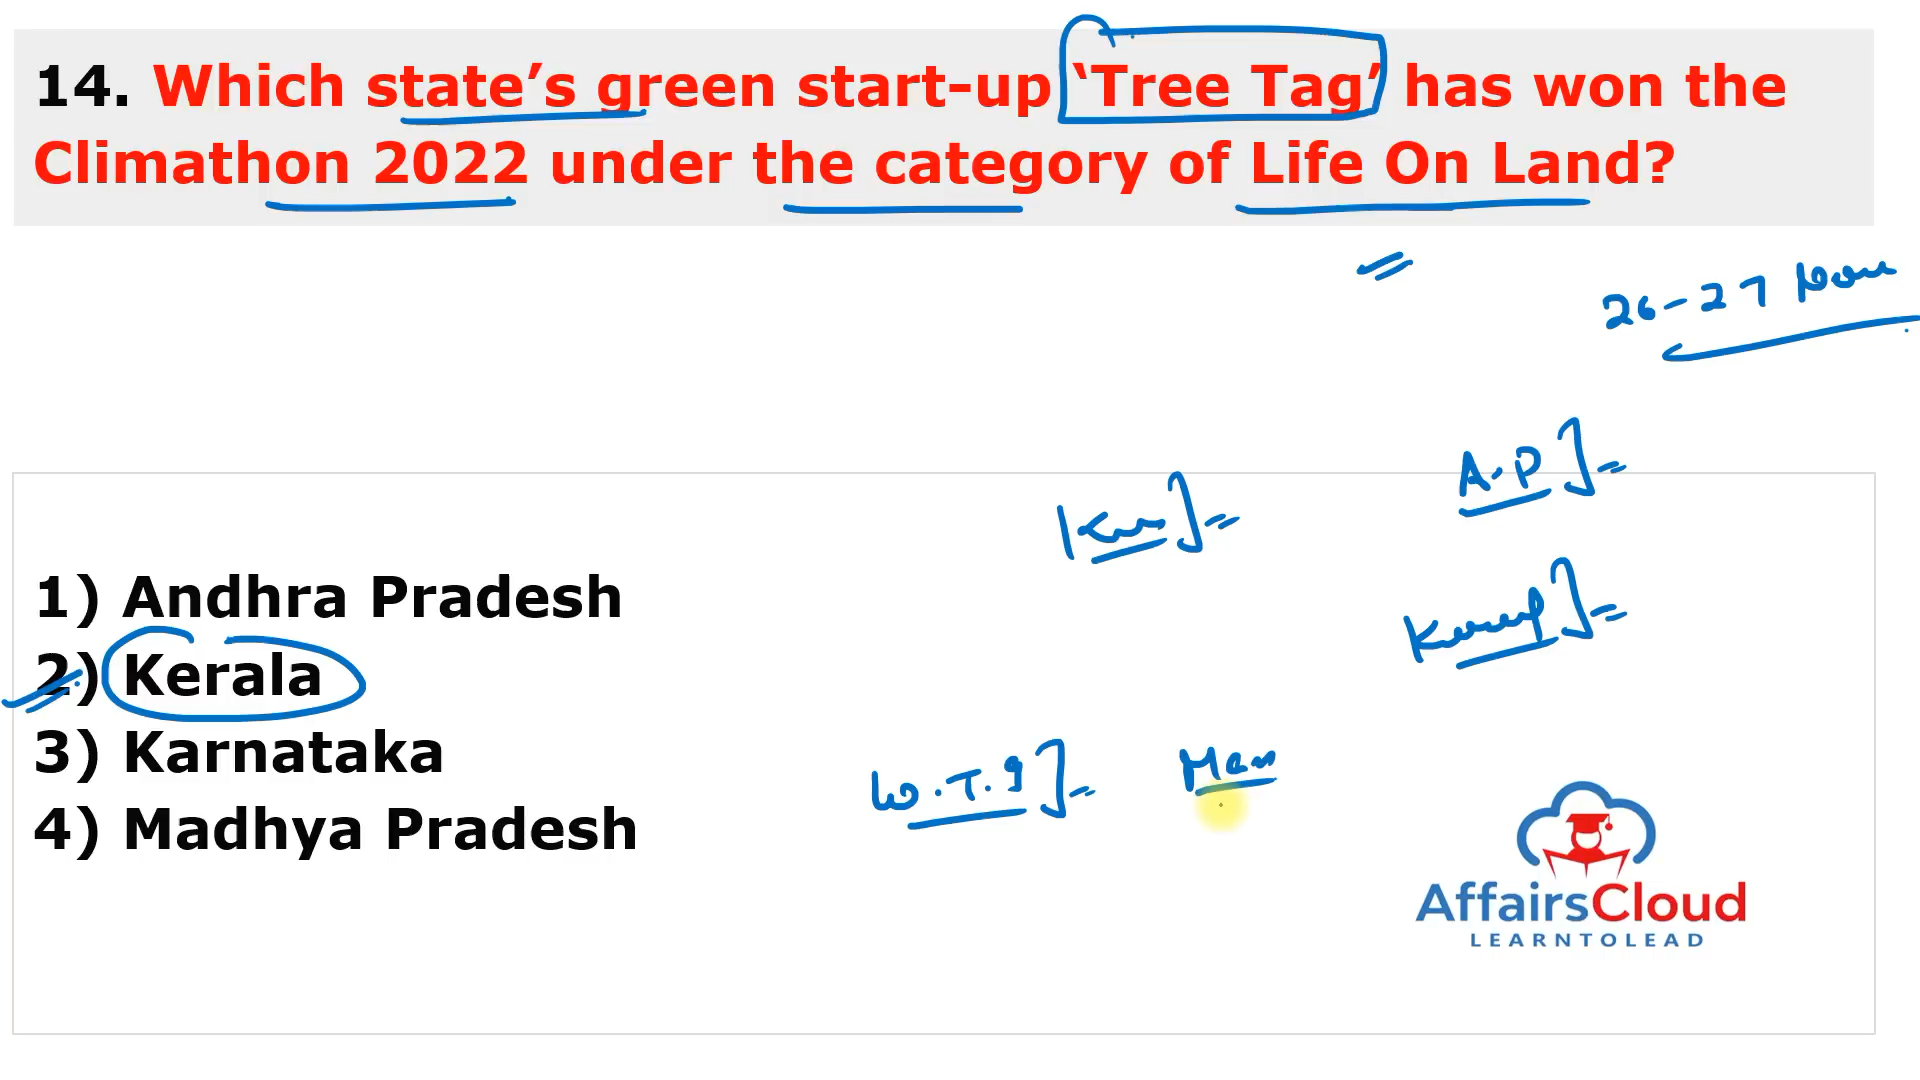 14. Which state’s green start-up ‘Tree Tag’ has won the
Climathon 2022 under the category of Life On Land?
26-27
A.P
1) Andhra Pradesh
2) Kerala
3) Karnataka
W.T.
4) Madhya Pradesh
AffairsCloud
LEARNTOLEAD